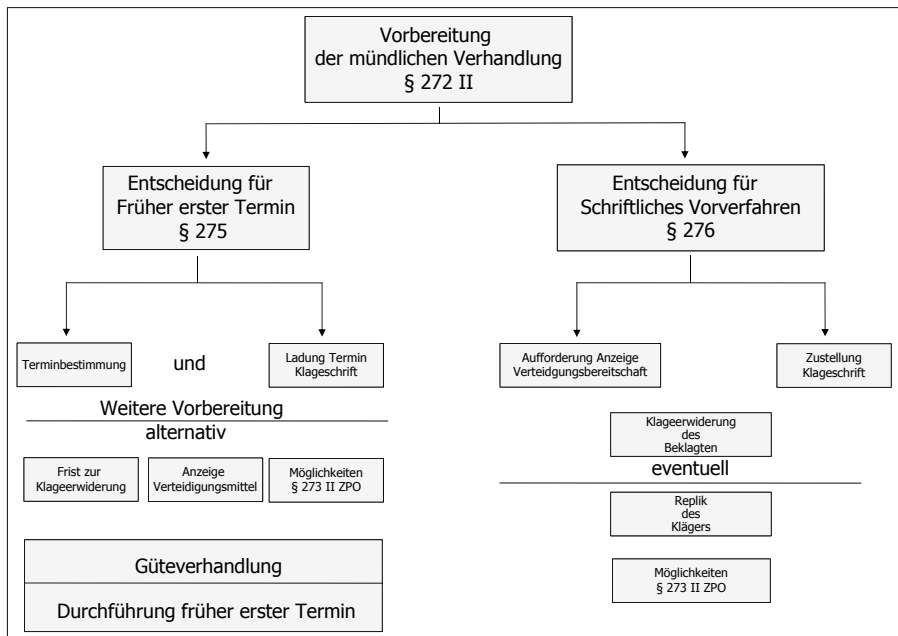 Vorbereitung
der mündlichen Verhandlung
§ 272 II
Entscheidung für
Früher erster Termin
§ 275
Entscheidung für
Schriftliches Vorverfahren
§ 276
Terminbestimmung
und
Ladung Termin
Klageschrift
Aufforderung Anzeige
Verteidgungsbereitschaft
Zustellung
Klageschrift
Weitere Vorbereitung
alternativ
Frist zur
Klageerwiderung
Anzeige
Verteidigungsmittel
Möglichkeiten
§ 273 II ZPO
Klageerwiderung
des
Beklagten
eventuell
Replik
des
Klägers
Möglichkeiten
§ 273 II ZPO
Güteverhandlung
Durchführung früher erster Termin